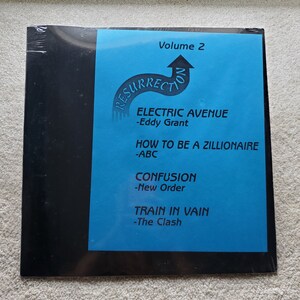 Volume 2
RESURRECTION
ELECTRIC AVENUE
-Eddy Grant
HOW TO BE A ZILLIONAIRE
-ABC
CONFUSION
-New Order
TRAIN IN VAIN
-The Clash